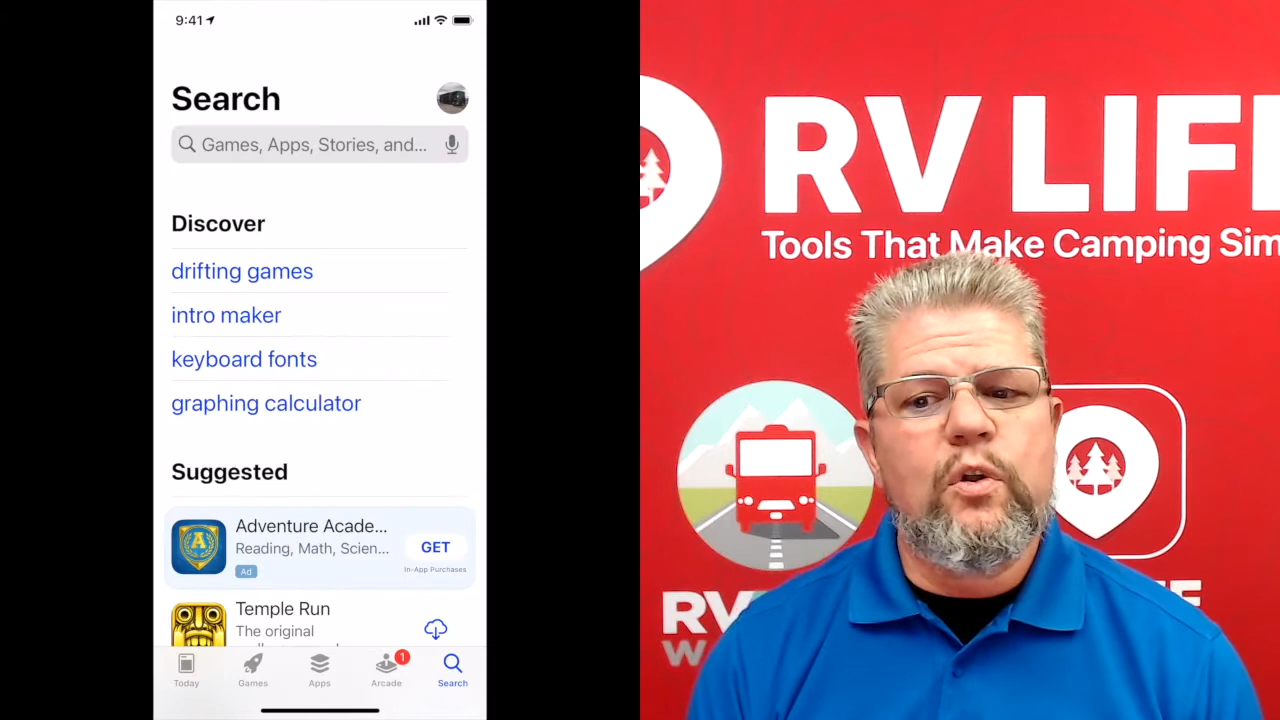 9:41
Search
Games, Apps, Stories, and...
Discover
drifting games
intro maker
keyboard fonts
graphing calculator
Suggested
Adventure Acade...
Reading, Math, Scien...
Ad
GET
In-App Purchases
Temple Run
The original
Today
Games
Apps
Arcade
1
Search
RV LIF
Tools That Make Camping Sim
RV
W